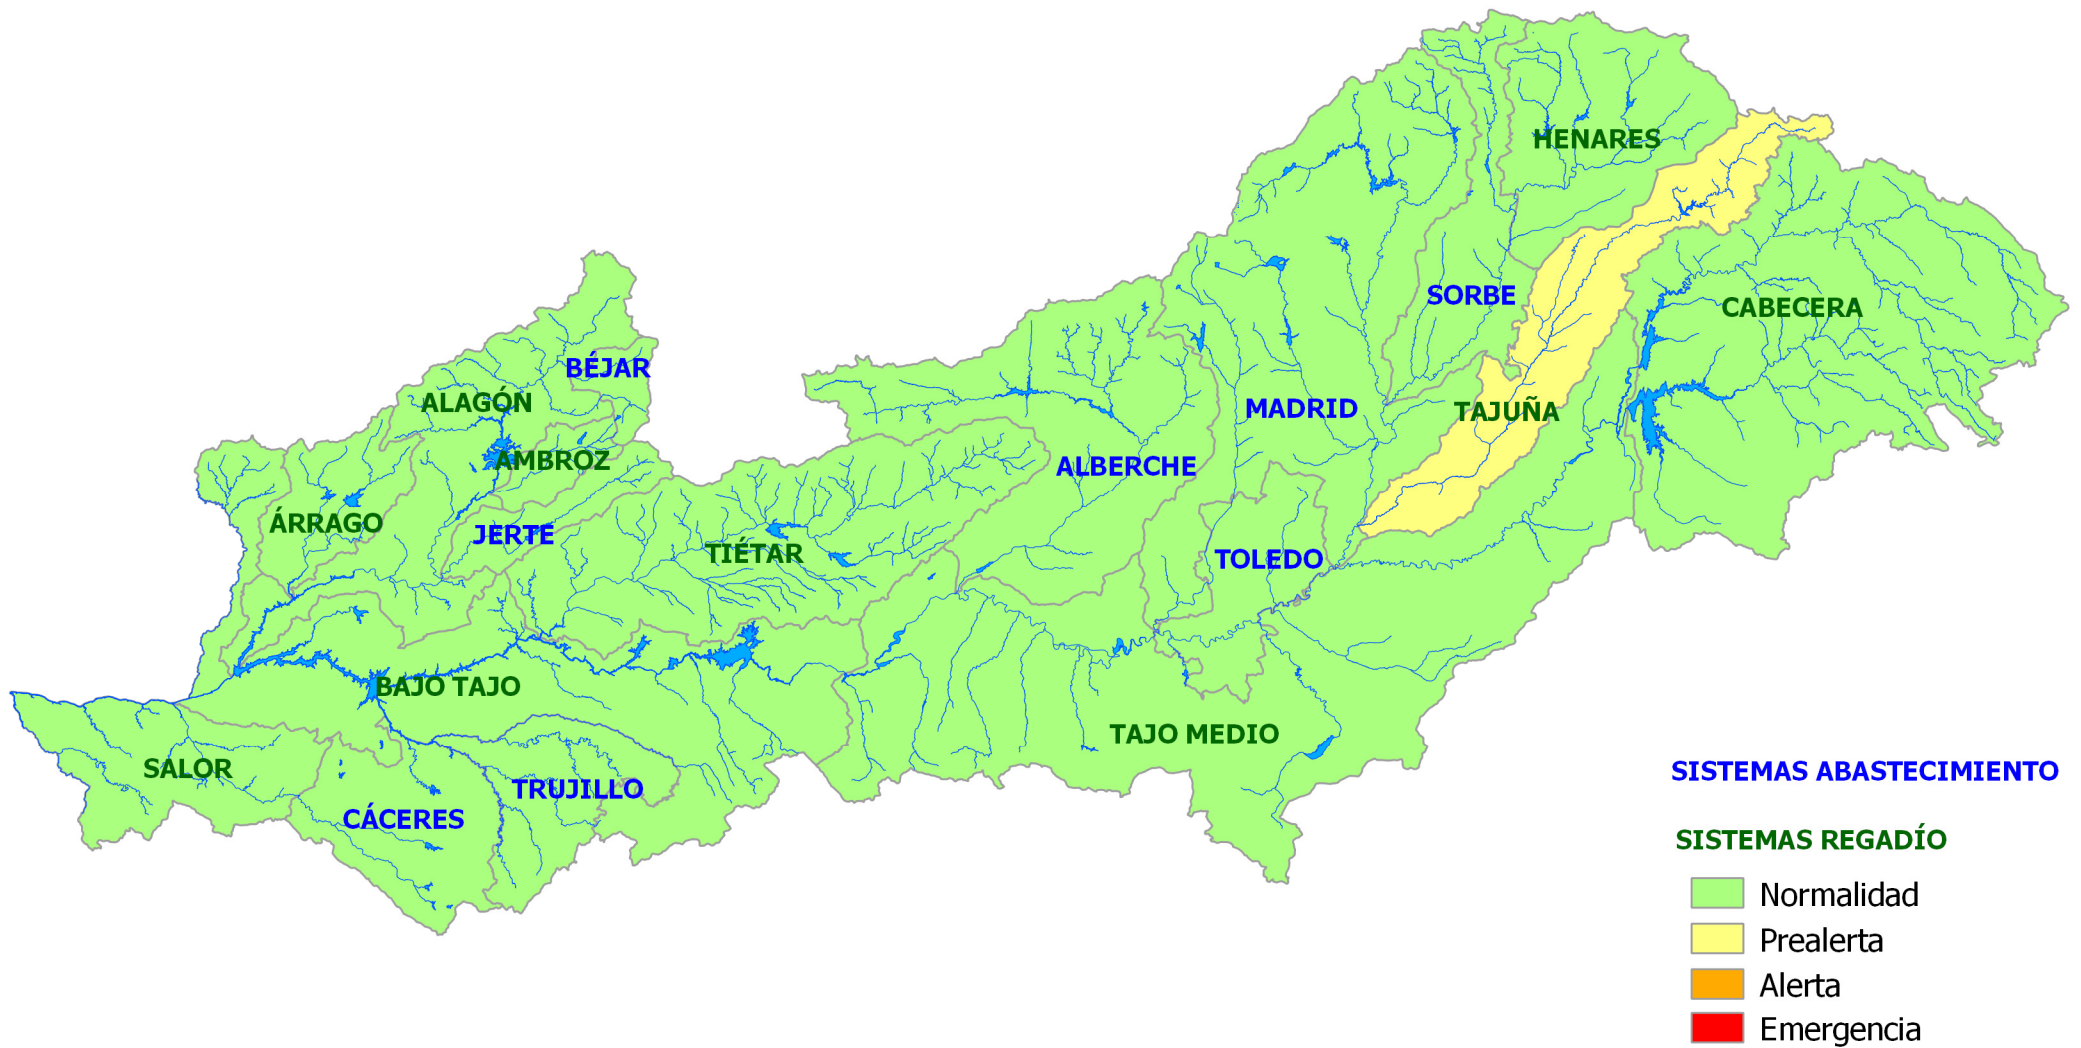 HENARES
SORBE
CABECERA
BÉJAR
ALAGÓN
MADRID
TAJUÑA
AMBROZ
ALBERCHE
ÁRRAGO
JERTE
TIÉTAR
TOLEDO
BAJO TAJO
TAJO MEDIO
SALOR
TRUJILLO
CÁCERES
SISTEMAS ABASTECIMIENTO
SISTEMAS REGADÍO
Normalidad
Prealerta
Alerta
Emergencia